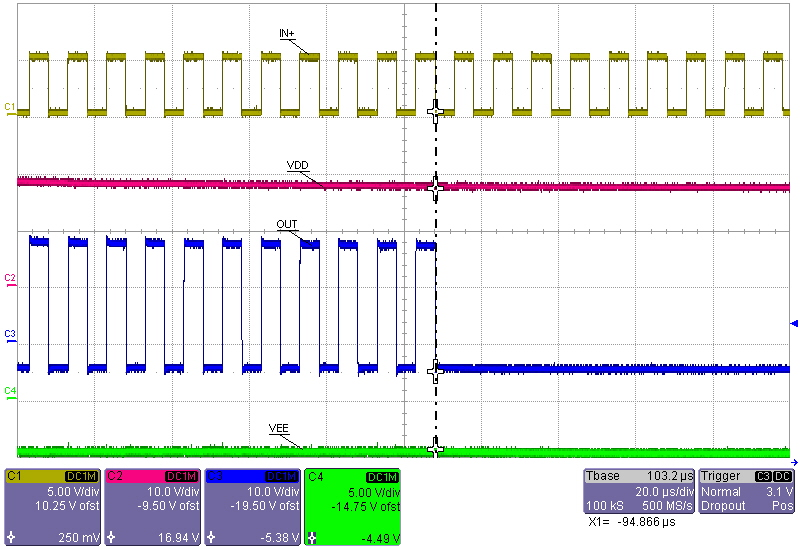 IN+
C1
VDD
OUT
C2
C3
C4
VEE
C1 DC1M
5.00 V/div
10.25 V ofst
250 mV
C2 DC1M
10.0 V/div
-9.50 V ofst
16.94 V
C3 DC1M
10.0 V/div
-19.50 V ofst
-5.38 V
C4 DC1M
5.00 V/div
-14.75 V ofst
-4.49 V
Tbase 103.2 µs
20.0 µs/div
100 kS 500 MS/s
Trigger C3 DC
Normal 3.1 V
Dropout Pos
X1= -94.866 µs